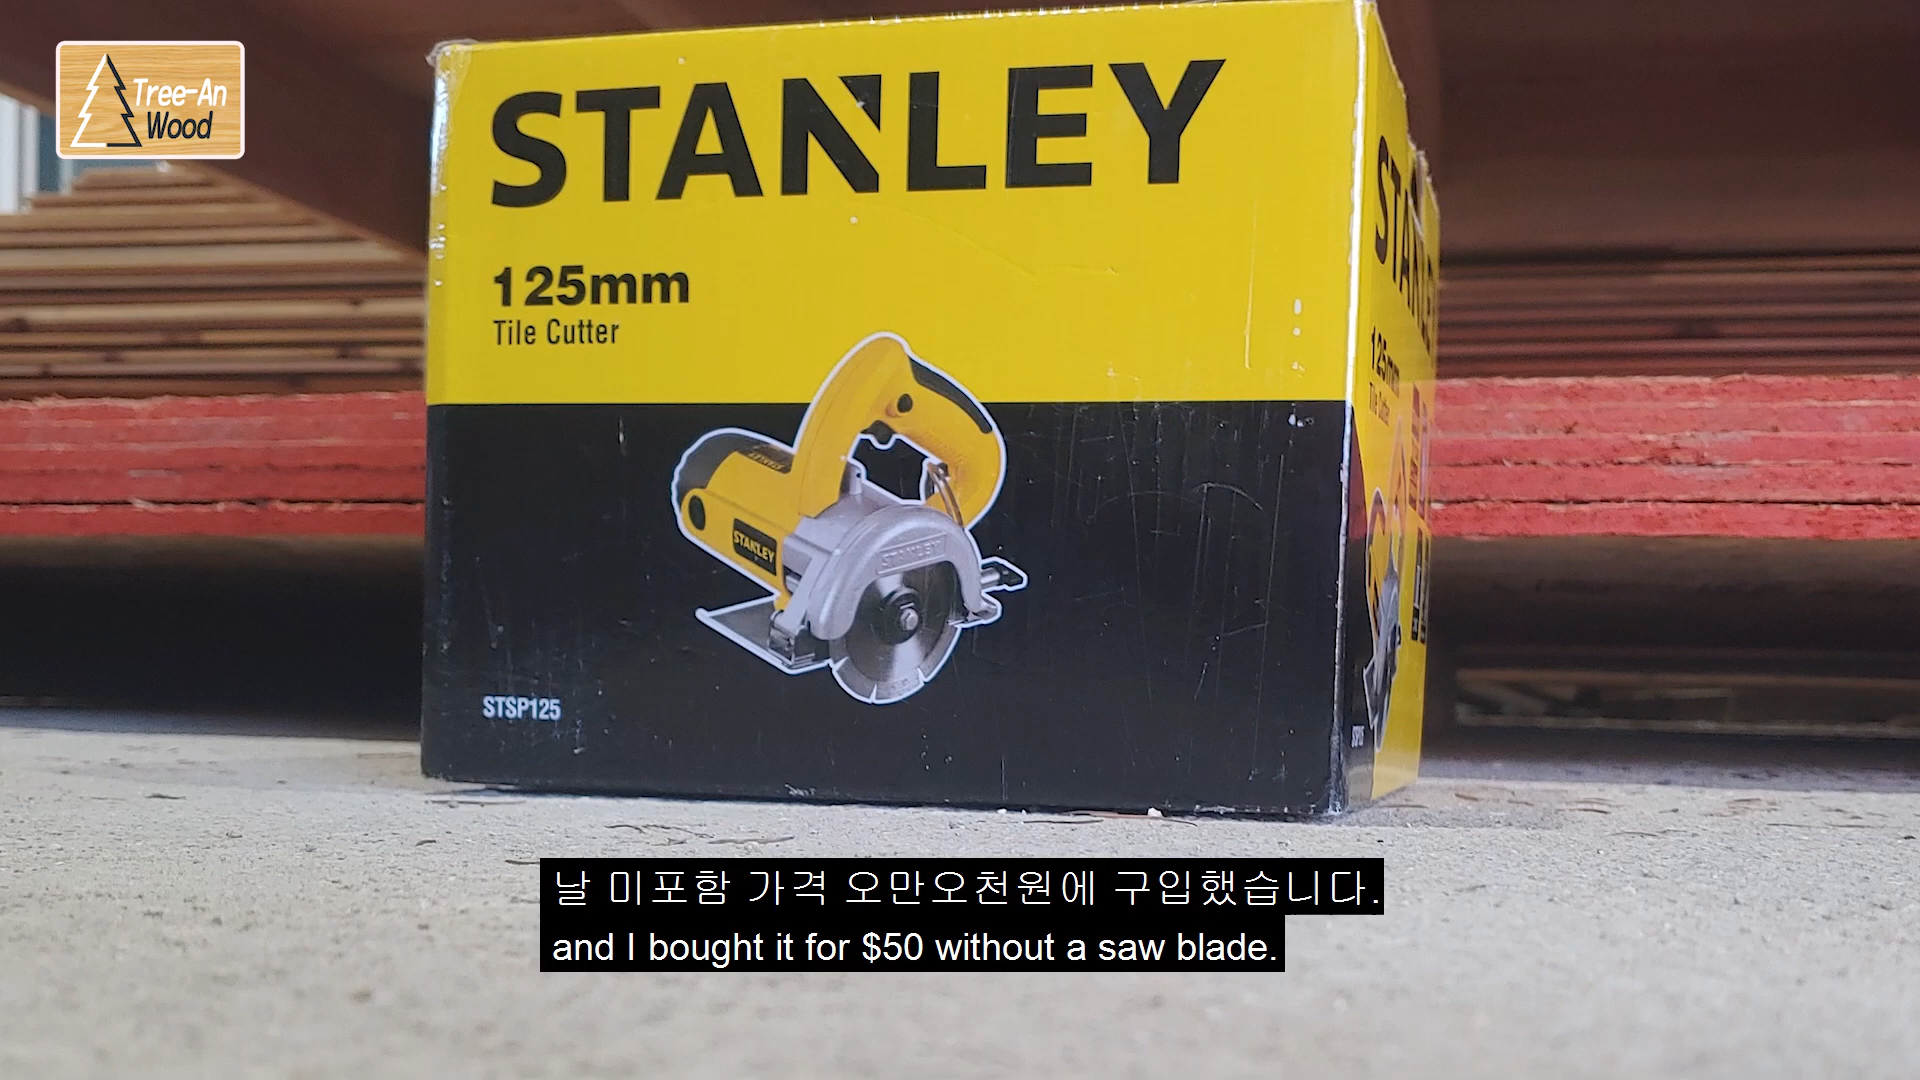 Tree-An
Wood
STANLEY
125mm
Tile Cutter
STANLEY
STANLEY
STSP125
STANLEY
125mm
Tile Cutter
날 미포함 가격 오만오천원에 구입했습니다.
and I bought it for $50 without a saw blade.